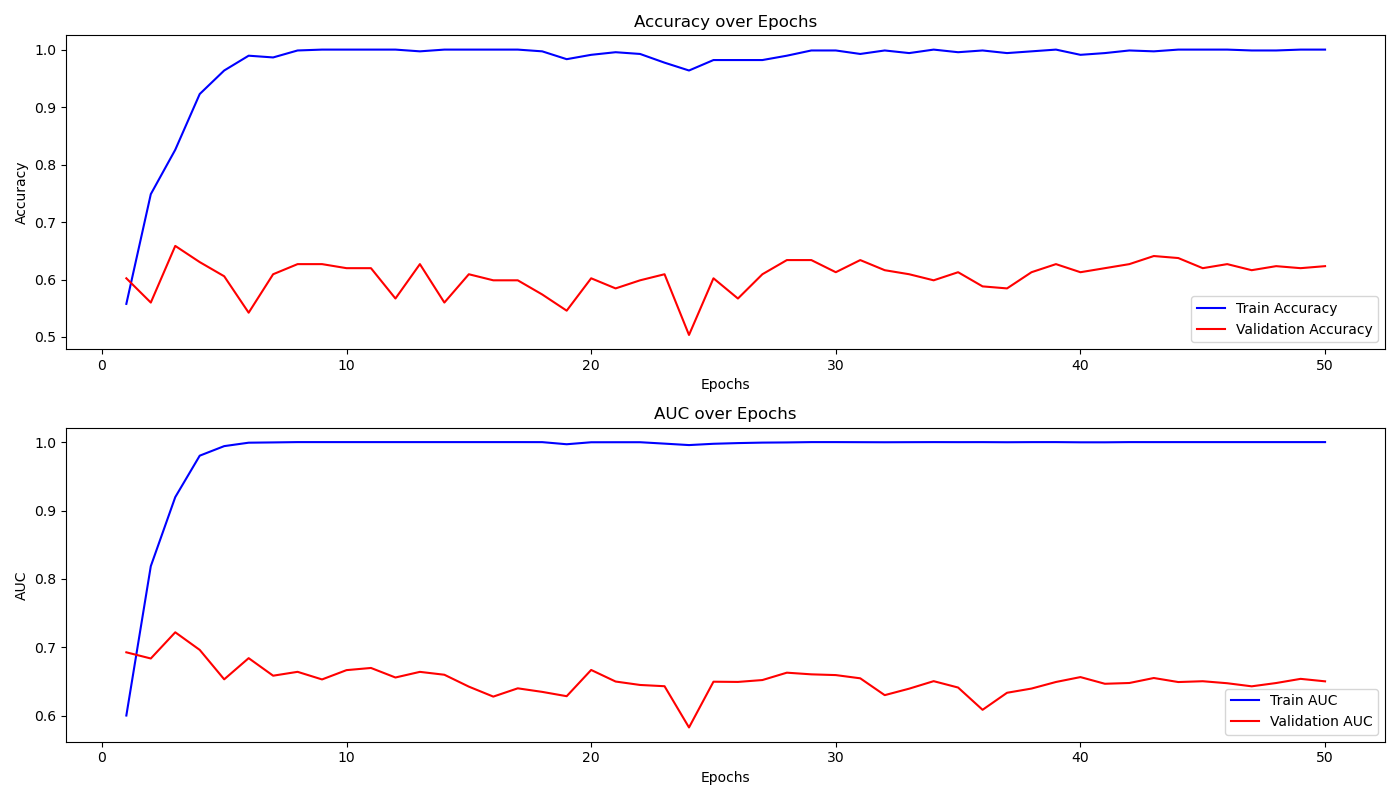 Accuracy over Epochs
1.0
0.9
0.8
0.7
0.6
0.5
Accuracy
0 10 20 30 40 50
Epochs
Train Accuracy
Validation Accuracy
AUC over Epochs
1.0
0.9
0.8
0.7
0.6
AUC
0 10 20 30 40 50
Epochs
Train AUC
Validation AUC